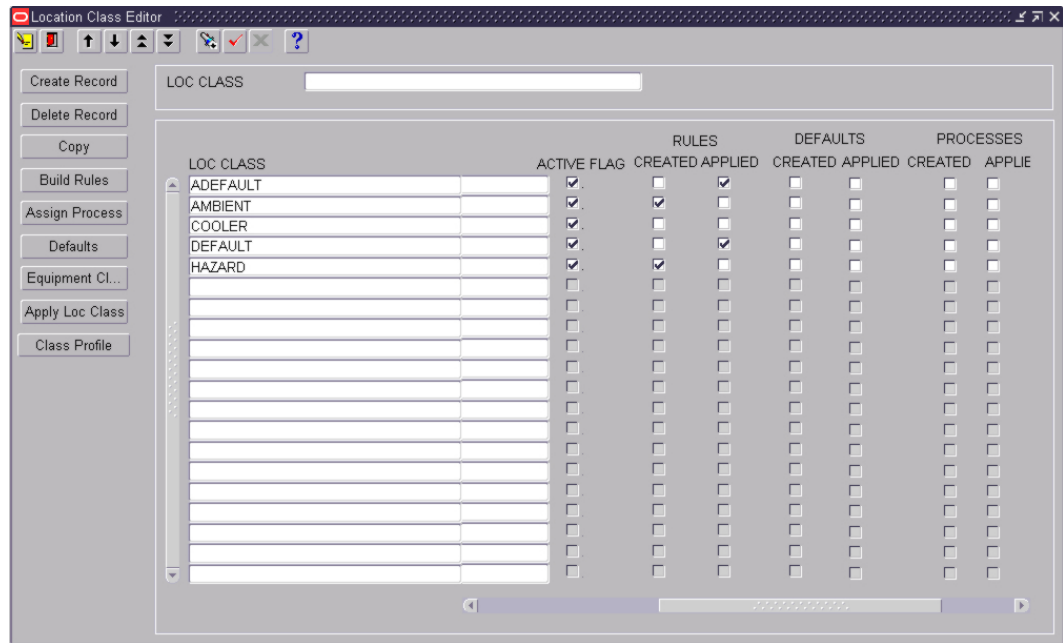 Location Class Editor
Create Record
LOC CLASS
Delete Record
Copy
Build Rules
Assign Process
Defaults
Equipment Cl...
Apply Loc Class
Class Profile
RULES DEFAULTS PROCESSES
LOC CLASS ACTIVE FLAG CREATED APPLIED CREATED APPLIED CREATED APPLIE
ADEFAULT
AMBIENT
COOLER
DEFAULT
HAZARD